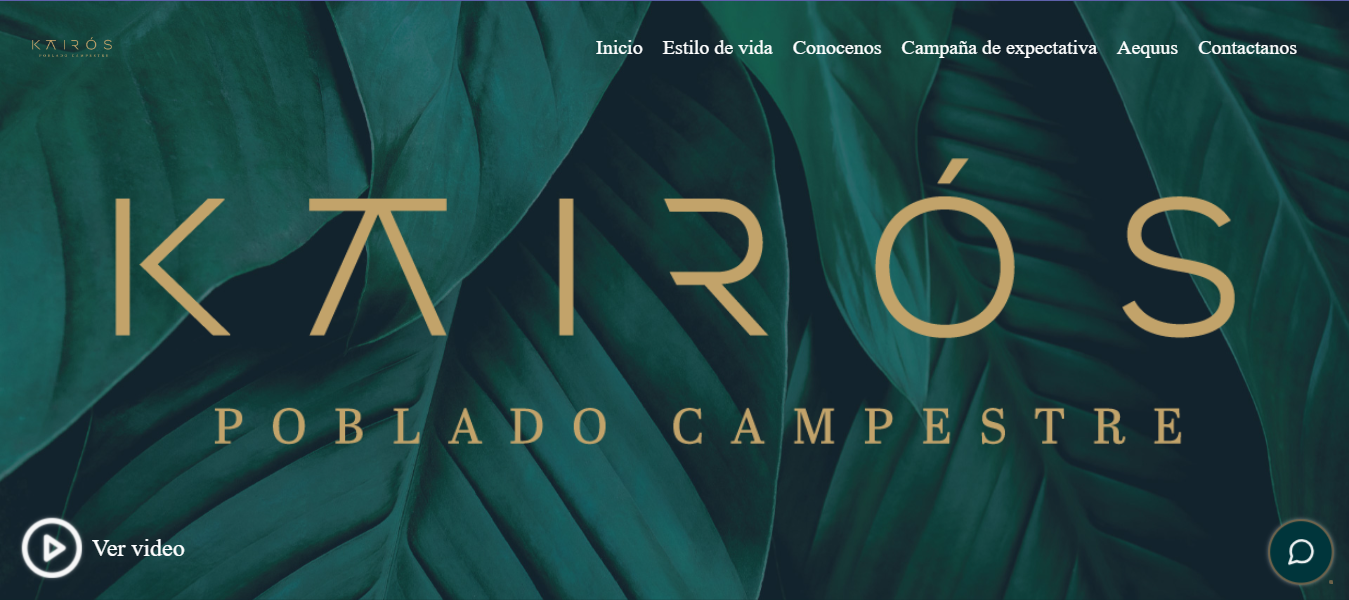 KAIRÓS
POBLADO CAMPESTRE
Inicio Estilo de vida Conocenos Campaña de expectativa Aequus Contactanos
KAIRÓS
POBLADO CAMPESTRE
Ver video